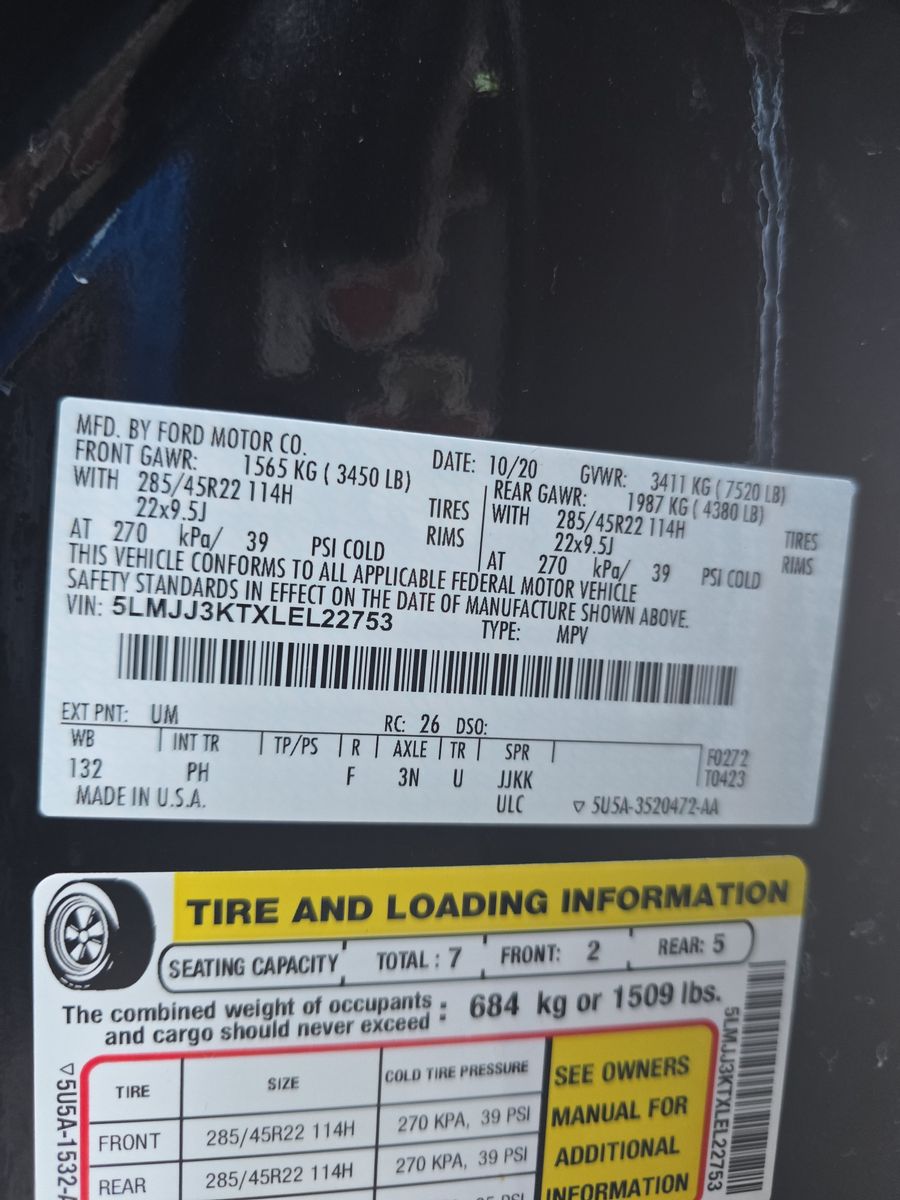 MFD. BY FORD MOTOR CO.
DATE: 10/20 GVWR: 3411 KG ( 7520 LB)
FRONT GAWR: 1565 KG ( 3450 LB)
WITH 285/45R22 114H TIRES
22x9.5J RIMS
AT 270 kPa/ 39 PSI COLD
REAR GAWR: 1987 KG ( 4380 LB)
WITH 285/45R22 114H TIRES
22x9.5J RIMS
AT 270 kPa/ 39 PSI COLD
THIS VEHICLE CONFORMS TO ALL APPLICABLE FEDERAL MOTOR VEHICLE
SAFETY STANDARDS IN EFFECT ON THE DATE OF MANUFACTURE SHOWN ABOVE.
VIN: 5LMJJ3KTXLEL22753 TYPE: MPV
EXT PNT: UM RC: 26 DSO:
WB INT TR TP/PS R AXLE TR SPR F0272
132 PH F 3N U JJKK T0423
MADE IN U.S.A. ULC ▽ 5U5A-3520472-AA
TIRE AND LOADING INFORMATION
SEATING CAPACITY TOTAL : 7 FRONT: 2 REAR: 5
The combined weight of occupants : 684 kg or 1509 lbs.
and cargo should never exceed :
TIRE SIZE COLD TIRE PRESSURE
FRONT 285/45R22 114H 270 KPA, 39 PSI
REAR 285/45R22 114H 270 KPA, 39 PSI
SEE OWNERS
MANUAL FOR
ADDITIONAL
INFORMATION
5LMJJ3KTXLEL22753
▽5U5A-1532-